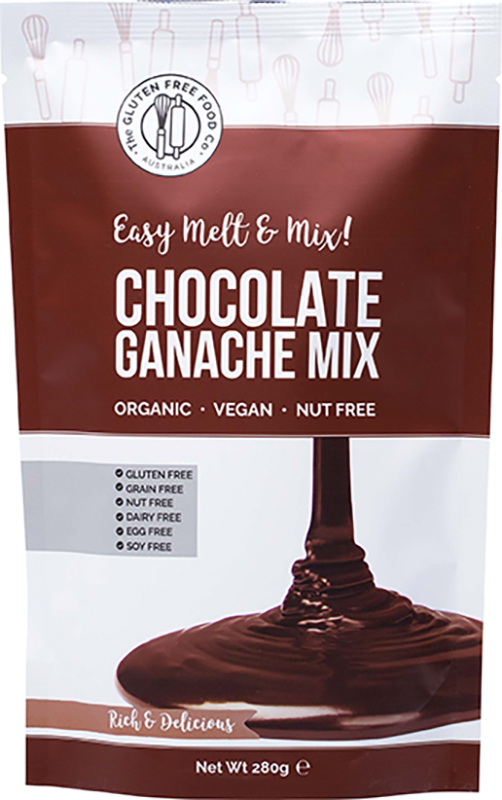 The GLUTEN FREE FOOD Co.
AUSTRALIA
Easy Melt & Mix!
CHOCOLATE
GANACHE MIX
ORGANIC · VEGAN · NUT FREE
GLUTEN FREE
GRAIN FREE
NUT FREE
DAIRY FREE
EGG FREE
SOY FREE
Rich & Delicious
Net Wt 280g ℮